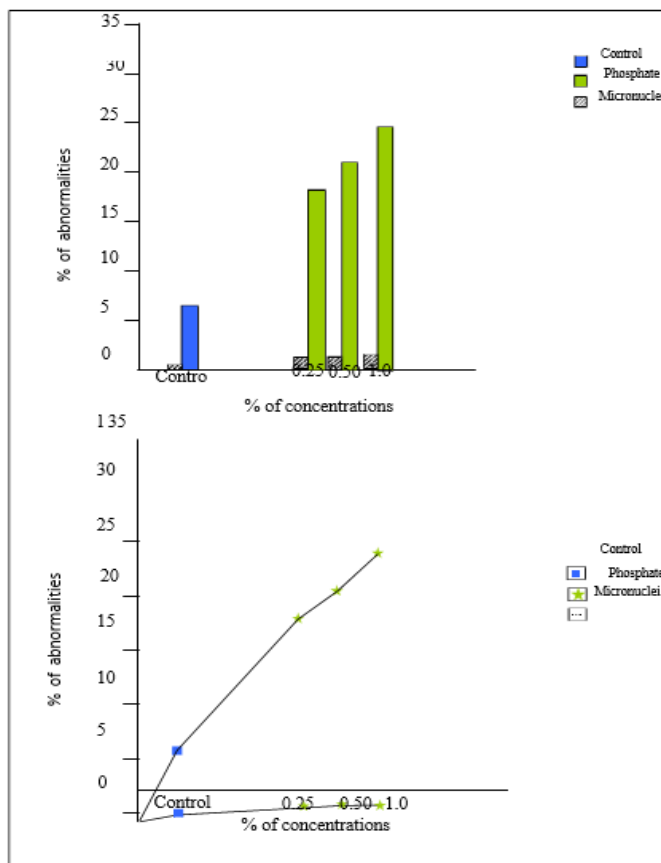 35
30
25
20
15
10
5
0
% of abnormalities
Contro
0.25 0.50 1.0
% of concentrations
Control
Phosphate
Micronucle
135
30
25
20
15
10
5
0
% of abnormalities
Control
0.25 0.50 1.0
% of concentrations
Control
Phosphate
Micronuclei